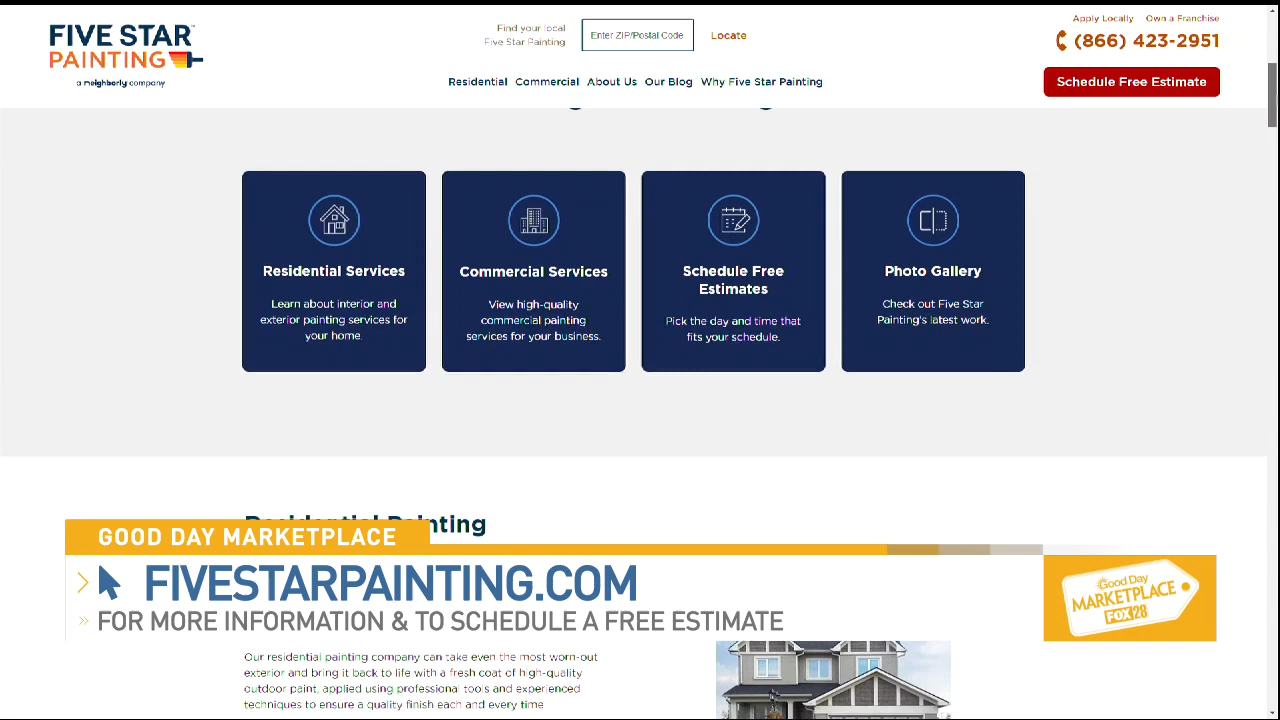 FIVE STAR
PAINTING
a neighborly company
Find your local
Five Star Painting
Enter ZIP/Postal Code
Locate
Apply Locally Own a Franchise
(866) 423-2951
Residential Commercial About Us Our Blog Why Five Star Painting
Schedule Free Estimate
Residential Services
Learn about interior and
exterior painting services for
your home.
Commercial Services
View high-quality
commercial painting
services for your business.
Schedule Free
Estimates
Pick the day and time that
fits your schedule.
Photo Gallery
Check out Five Star
Painting's latest work.
Residential Painting
GOOD DAY MARKETPLACE
FIVESTARPAINTING.COM
FOR MORE INFORMATION & TO SCHEDULE A FREE ESTIMATE
Good Day
MARKETPLACE
FOX 28
Our residential painting company can take even the most worn-out
exterior and bring it back to life with a fresh coat of high-quality
outdoor paint, applied using professional tools and experienced
techniques to ensure a quality finish each and every time